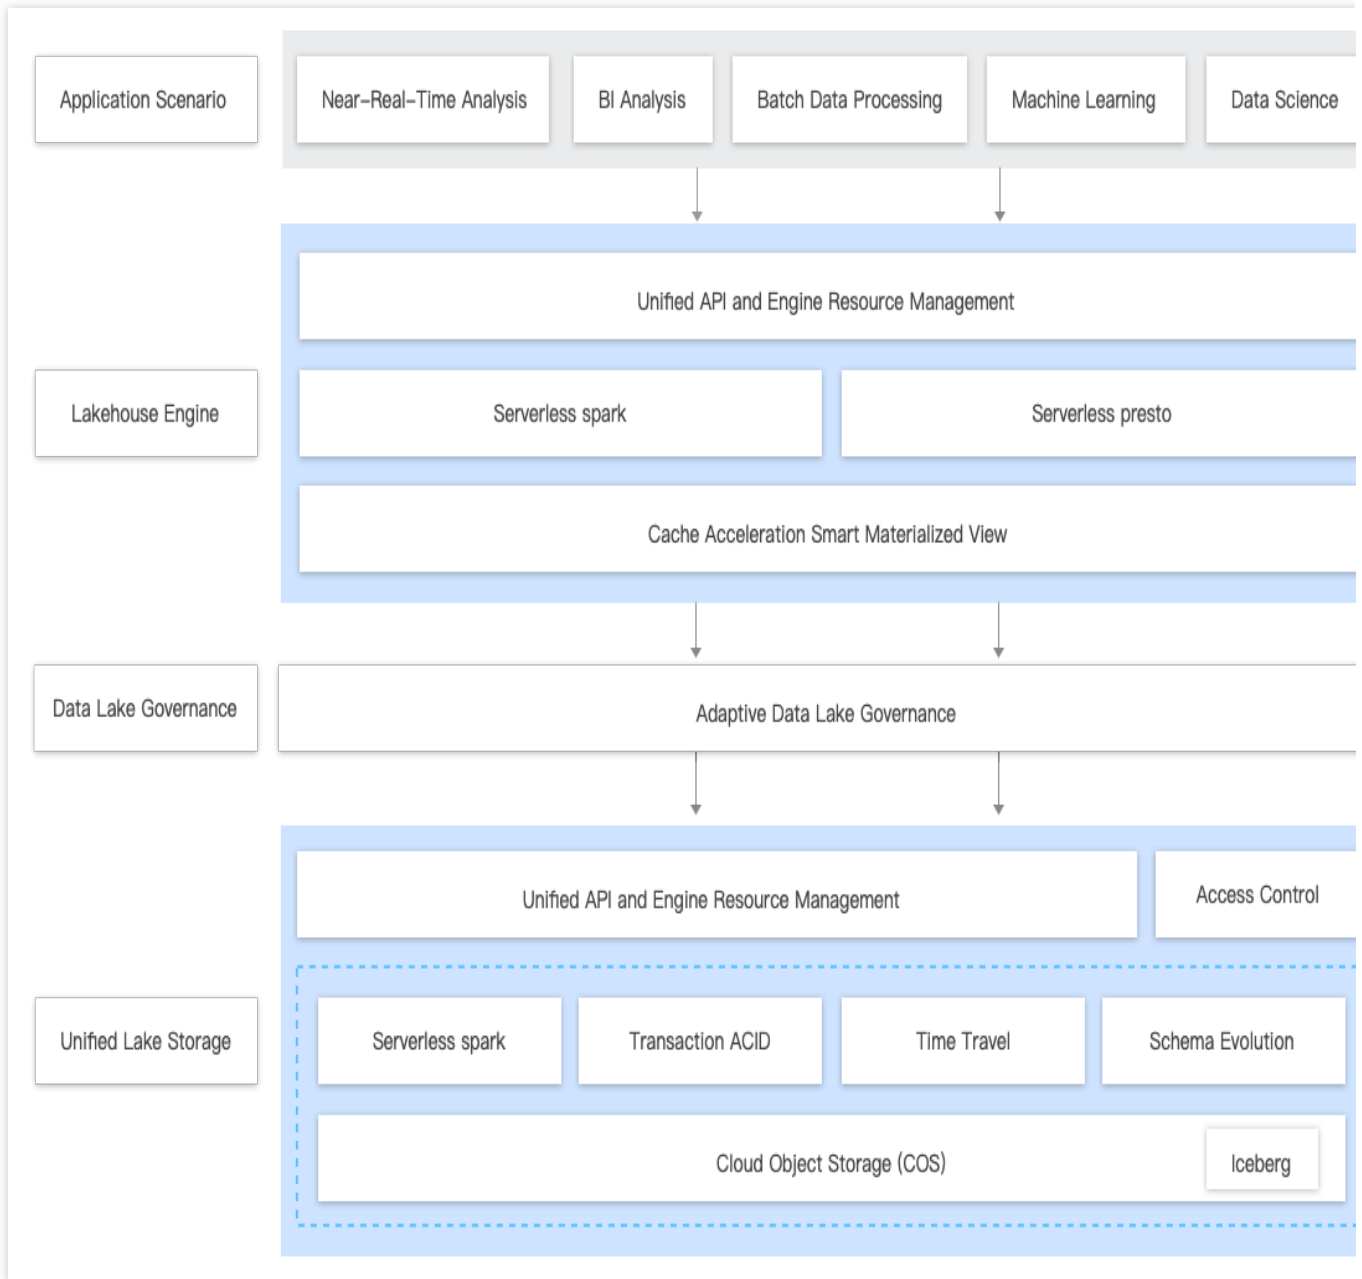 Application Scenario
Near-Real-Time Analysis
BI Analysis
Batch Data Processing
Machine Learning
Data Science
Unified API and Engine Resource Management
Lakehouse Engine
Serverless spark
Serverless presto
Cache Acceleration Smart Materialized View
Data Lake Governance
Adaptive Data Lake Governance
Unified API and Engine Resource Management
Access Control
Unified Lake Storage
Serverless spark
Transaction ACID
Time Travel
Schema Evolution
Cloud Object Storage (COS)
Iceberg